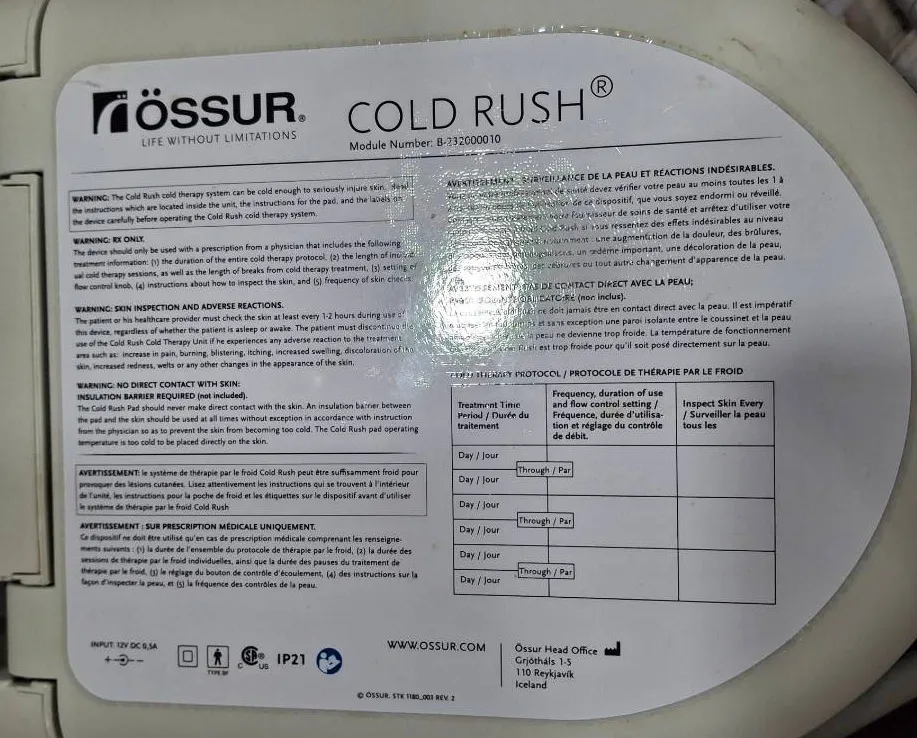 ÖSSUR®
LIFE WITHOUT LIMITATIONS
COLD RUSH®
Module Number: B-232000010
WARNING: The Cold Rush cold therapy system can be cold enough to seriously injure skin. Read
the instructions which are located inside the unit, the instructions for the pad, and the labels on
the device carefully before operating the Cold Rush cold therapy system.
WARNING: RX ONLY.
The device should only be used with a prescription from a physician that includes the following
treatment information: (1) the duration of the entire cold therapy protocol, (2) the length of
ual cold therapy sessions, as well as the length of breaks from cold therapy treatment, (3) setting of
flow control knob, (4) instructions about how to inspect the skin, and (5) frequency of skin checks.
WARNING: SKIN INSPECTION AND ADVERSE REACTIONS.
The patient or his healthcare provider must check the skin at least every 1-2 hours during use of
this device, regardless of whether the patient is asleep or awake. The patient must discontinue
use of the Cold Rush Cold Therapy Unit if he experiences any adverse reaction to the treatment
area such as: increase in pain, burning, blistering, itching, increased swelling, discoloration of the
skin, increased redness, welts or any other changes in the appearance of the skin.
WARNING: NO DIRECT CONTACT WITH SKIN:
INSULATION BARRIER REQUIRED (not included).
The Cold Rush Pad should never make direct contact with the skin. An insulation barrier between
the pad and the skin should be used at all times without exception in accordance with instruction
from the physician so as to prevent the skin from becoming too cold. The Cold Rush pad operating
temperature is too cold to be placed directly on the skin.
AVERTISSEMENT: le système de thérapie par le froid Cold Rush peut être suffisamment froid pour
provoquer des lésions cutanées. Lisez attentivement les instructions qui se trouvent à l'intérieur
de l'unité, les instructions pour la poche de froid et les étiquettes sur le dispositif avant d'utiliser
le système de thérapie par le froid Cold Rush
AVERTISSEMENT : SUR PRESCRIPTION MÉDICALE UNIQUEMENT.
Ce dispositif ne doit être utilisé qu'en cas de prescription médicale comprenant les renseigne-
ments suivants : (1) la durée de l'ensemble du protocole de thérapie par le froid, (2) la durée des
sessions de thérapie par le froid individuelles, ainsi que la durée des pauses du traitement de
thérapie par le froid, (3) le réglage du bouton de contrôle d'écoulement, (4) des instructions sur la
façon d'inspecter la peau, et (5) la fréquence des contrôles de la peau.
AVERTISSEMENT : SURVEILLANCE DE LA PEAU ET RÉACTIONS INDÉSIRABLES.
de santé devez vérifier votre peau au moins toutes les 1 à
de ce dispositif, que vous soyez endormi ou réveillé.
fournisseur de soins de santé et arrêtez d'utiliser votre
Rush si vous ressentez des effets indésirables au niveau
notamment : une augmentation de la douleur, des brûlures,
un œdème important, une décoloration de la peau,
des zébrures ou tout autre changement d'apparence de la peau.
AVERTISSEMENT : PAS DE CONTACT DIRECT AVEC LA PEAU;
OBLIGATOIRE (non inclus).
ne doit jamais être en contact direct avec la peau. Il est impératif
et sans exception une paroi isolante entre le coussinet et la peau
peau ne devienne trop froide. La température de fonctionnement
Rush est trop froide pour qu'il soit posé directement sur la peau.
COLD THERAPY PROTOCOL / PROTOCOLE DE THÉRAPIE PAR LE FROID
Treatment Time
Period / Durée du
traitement
Frequency, duration of use
and flow control setting /
Fréquence, durée d'utilisa-
tion et réglage du contrôle
de débit.
Inspect Skin Every
/ Surveiller la peau
tous les
Day / Jour
Through / Par
Day / Jour
Day / Jour
Through / Par
Day / Jour
Day / Jour
Through / Par
Day / Jour
INPUT: 12V DC 0,5A
TYPE BF
C SA® US
IP21
WWW.OSSUR.COM
Össur Head Office
Grjótháls 1-5
110 Reykjavík
Iceland
© ÖSSUR. STK 1180_001 REV. 2